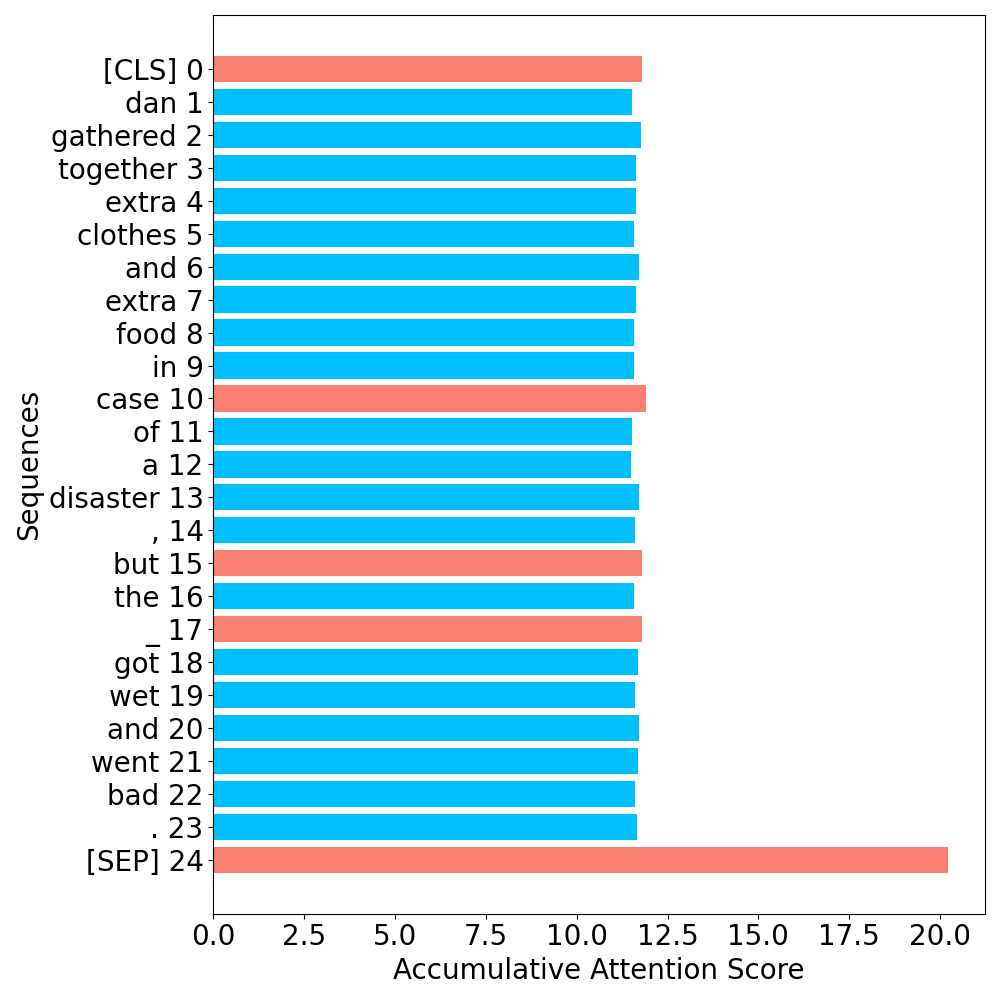 [CLS] 0
dan 1
gathered 2
together 3
extra 4
clothes 5
and 6
extra 7
food 8
in 9
case 10
of 11
a 12
disaster 13
, 14
but 15
the 16
_ 17
got 18
wet 19
and 20
went 21
bad 22
. 23
[SEP] 24
Sequences
0.0 2.5 5.0 7.5 10.0 12.5 15.0 17.5 20.0
Accumulative Attention Score